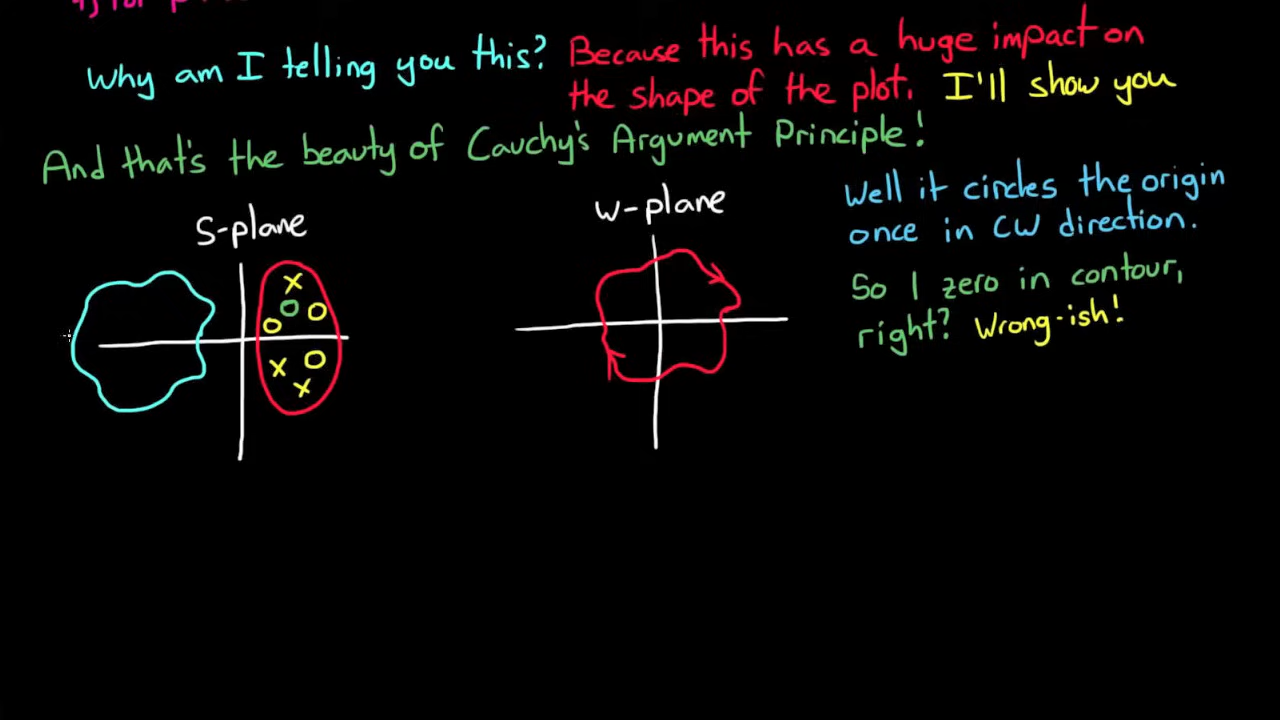 Why am I telling you this? Because this has a huge impact on
the shape of the plot. I'll show you
And that's the beauty of Cauchy's Argument Principle!
S-plane
w-plane
Well it circles the origin
once in CW direction.
So 1 zero in contour,
right? Wrong-ish!